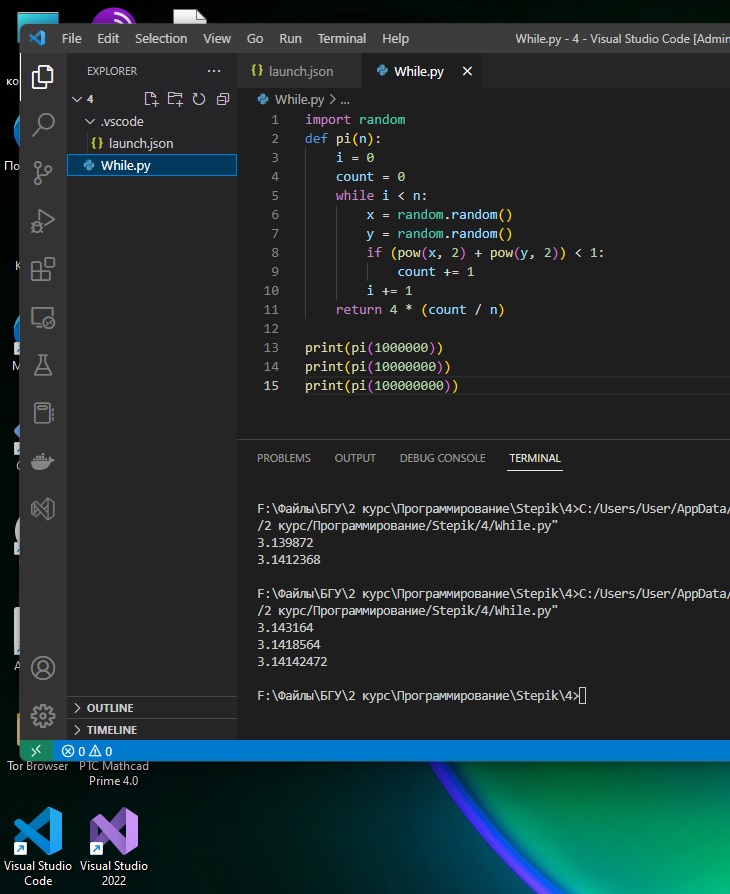 File Edit Selection View Go Run Terminal Help
While.py - 4 - Visual Studio Code [Admin
EXPLORER
4
.vscode
launch.json
While.py
OUTLINE
TIMELINE
launch.json
While.py
While.py > ...
1 import random
2 def pi(n):
3     i = 0
4     count = 0
5     while i < n:
6         x = random.random()
7         y = random.random()
8         if (pow(x, 2) + pow(y, 2)) < 1:
9             count += 1
10         i += 1
11     return 4 * (count / n)
12
13 print(pi(1000000))
14 print(pi(10000000))
15 print(pi(100000000))
PROBLEMS OUTPUT DEBUG CONSOLE TERMINAL
F:\Файлы\БГУ\2 курс\Программирование\Stepik\4>C:/Users/User/AppData/
/2 курс/Программирование/Stepik/4/While.py"
3.139872
3.1412368
F:\Файлы\БГУ\2 курс\Программирование\Stepik\4>C:/Users/User/AppData/
/2 курс/Программирование/Stepik/4/While.py"
3.143164
3.1418564
3.14142472
F:\Файлы\БГУ\2 курс\Программирование\Stepik\4>
0 0
Tor Browser
PTC Mathcad
Prime 4.0
Visual Studio
Code
Visual Studio
2022